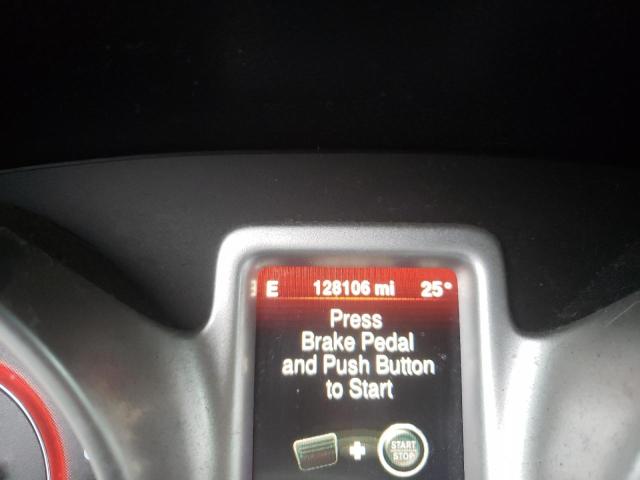 E 128106 mi 25°
Press
Brake Pedal
and Push Button
to Start
START
STOP